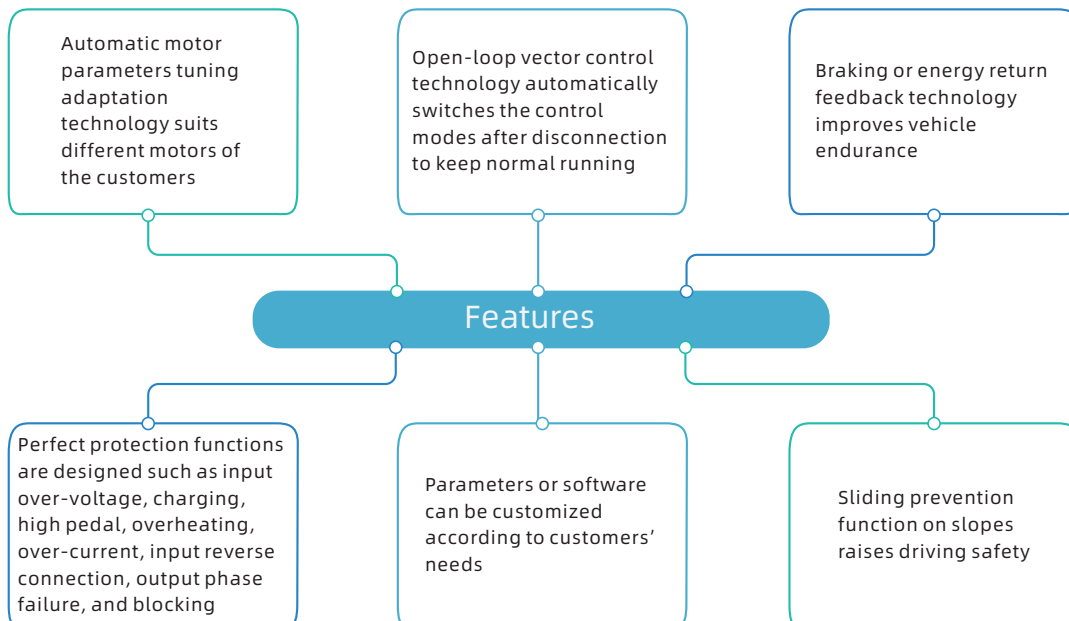 Automatic motor
parameters tuning
adaptation
technology suits
different motors of
the customers
Open-loop vector control
technology automatically
switches the control
modes after disconnection
to keep normal running
Braking or energy return
feedback technology
improves vehicle
endurance
Features
Perfect protection functions
are designed such as input
over-voltage, charging,
high pedal, overheating,
over-current, input reverse
connection, output phase
failure, and blocking
Parameters or software
can be customized
according to customers’
needs
Sliding prevention
function on slopes
raises driving safety